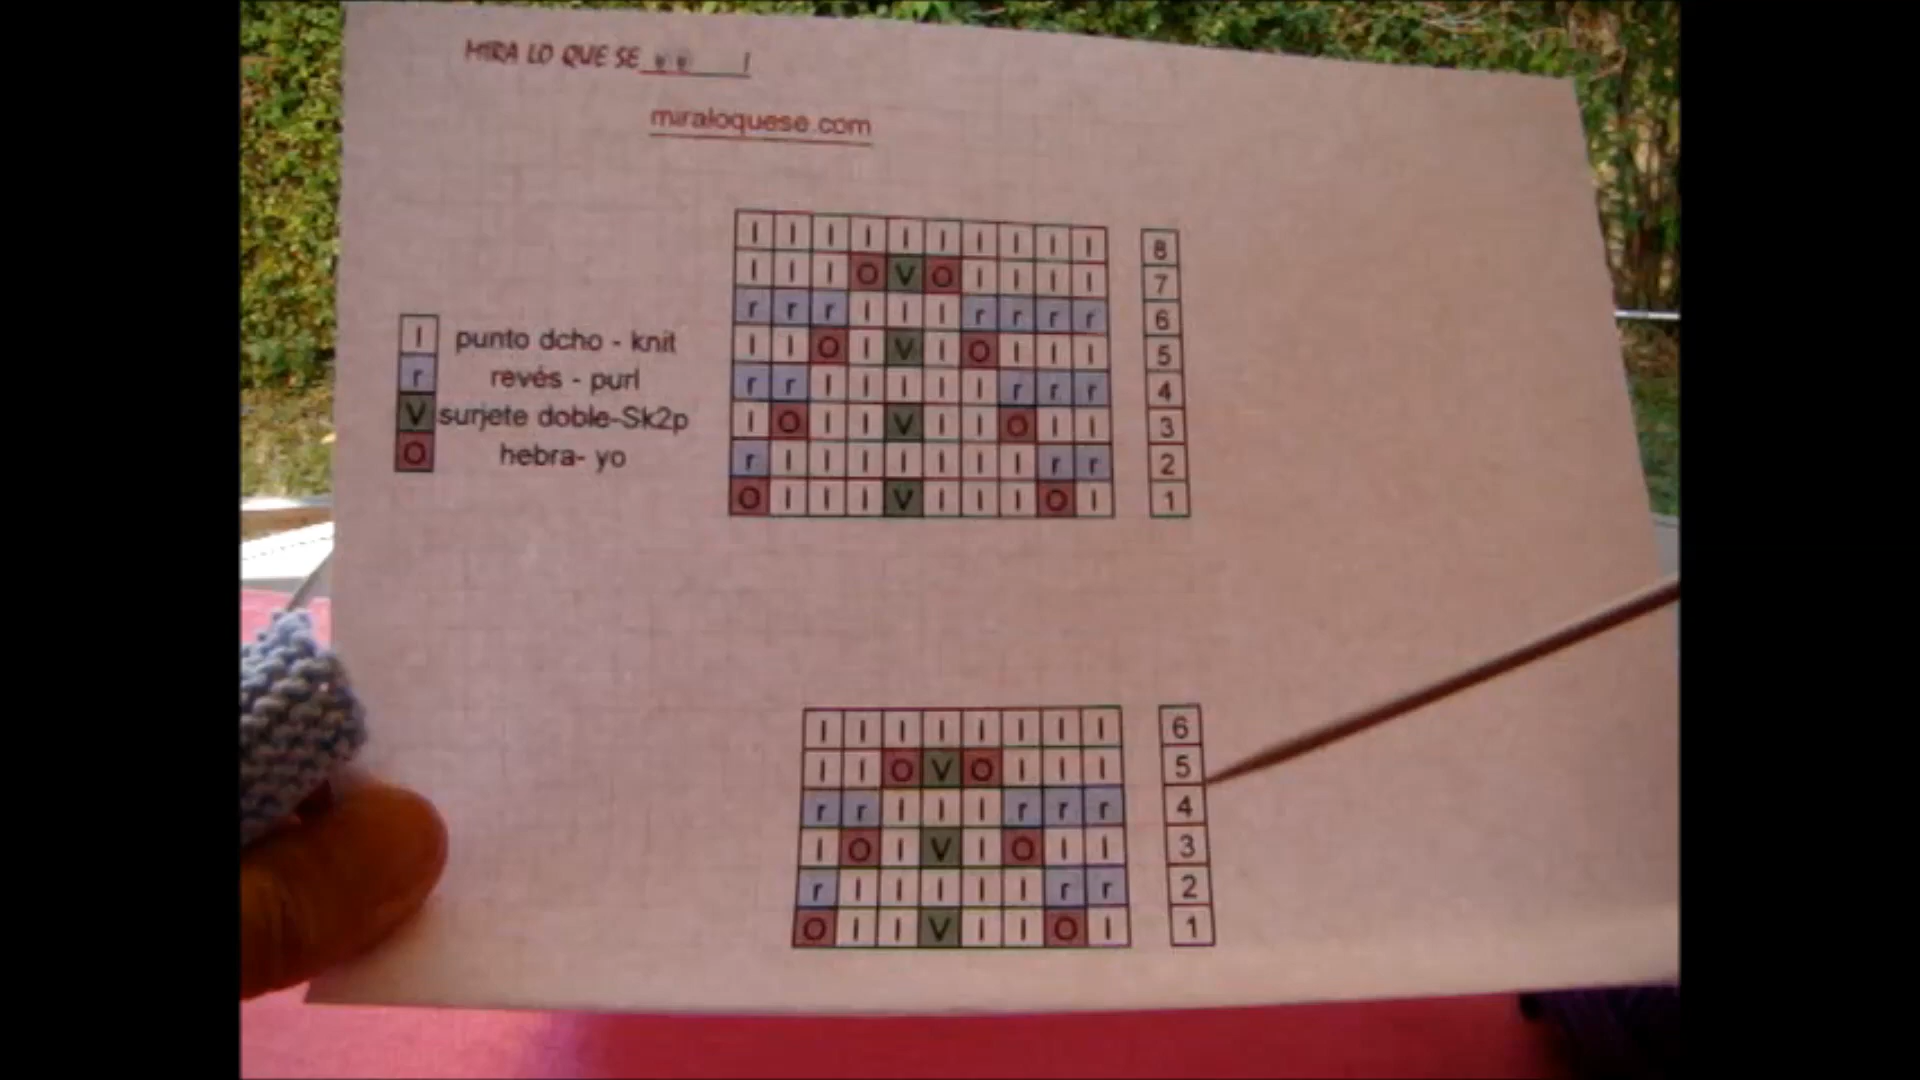 MIRA LO QUE SE !
miraloquese.com
I I I I I I I I I I 8
I I I O V O I I I I 7
r r r I I I r r r r 6
I I O I V I O I I I 5
r r I I I I I r r r 4
I O I I V I I O I I 3
r I I I I I I I r r 2
O I I I V I I I O I 1
I punto dcho - knit
r revés - purl
V surjete doble-Sk2p
O hebra- yo
I I I I I I I I 6
I I O V O I I I 5
r r I I I r r r 4
I O I V I O I I 3
r I I I I I r r 2
O I I V I I O I 1